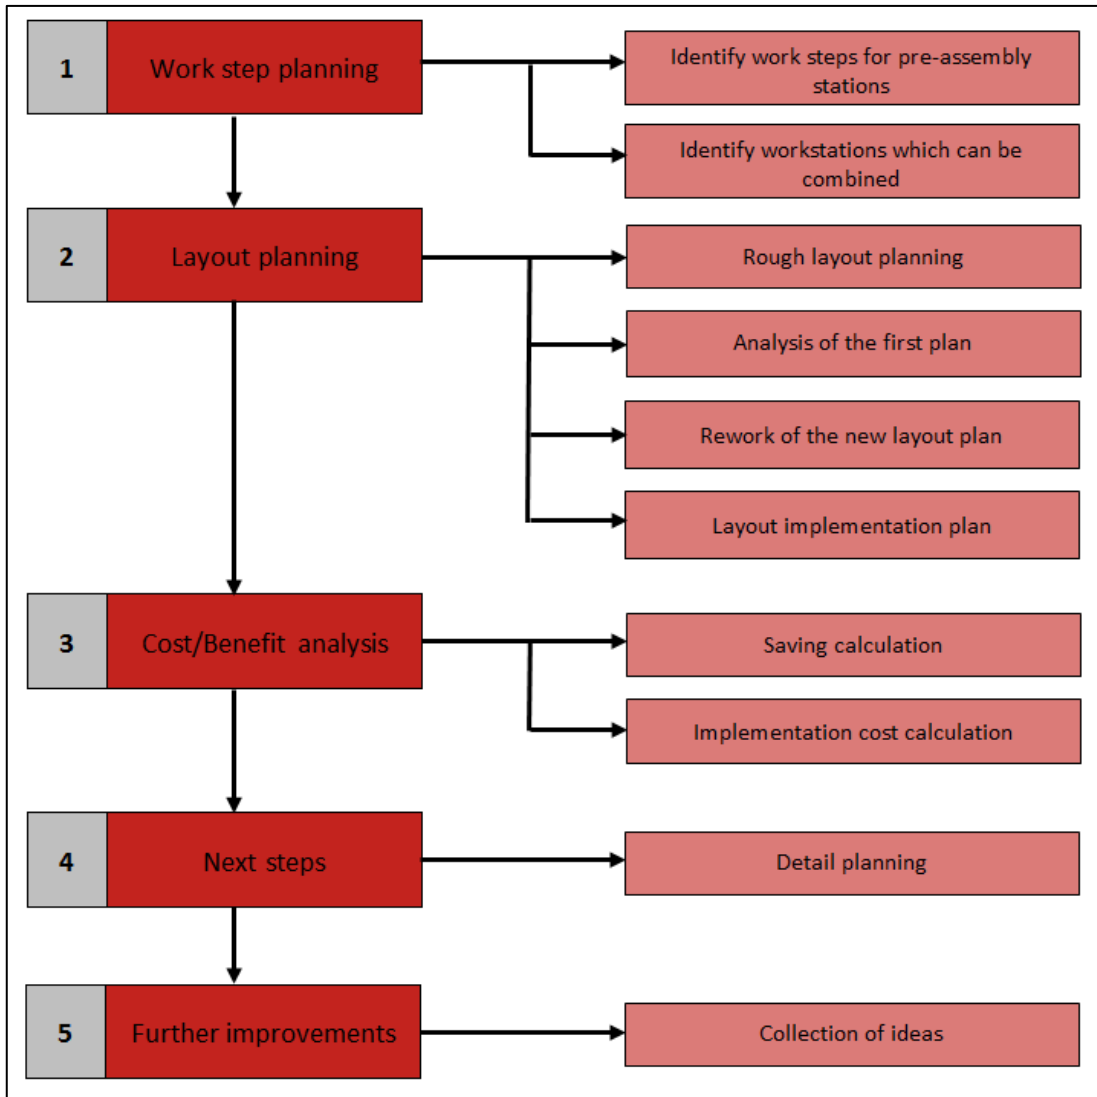 1
Work step planning
Identify work steps for pre-assembly
stations
Identify workstations which can be
combined
2
Layout planning
Rough layout planning
Analysis of the first plan
Rework of the new layout plan
Layout implementation plan
3
Cost/Benefit analysis
Saving calculation
Implementation cost calculation
4
Next steps
Detail planning
5
Further improvements
Collection of ideas